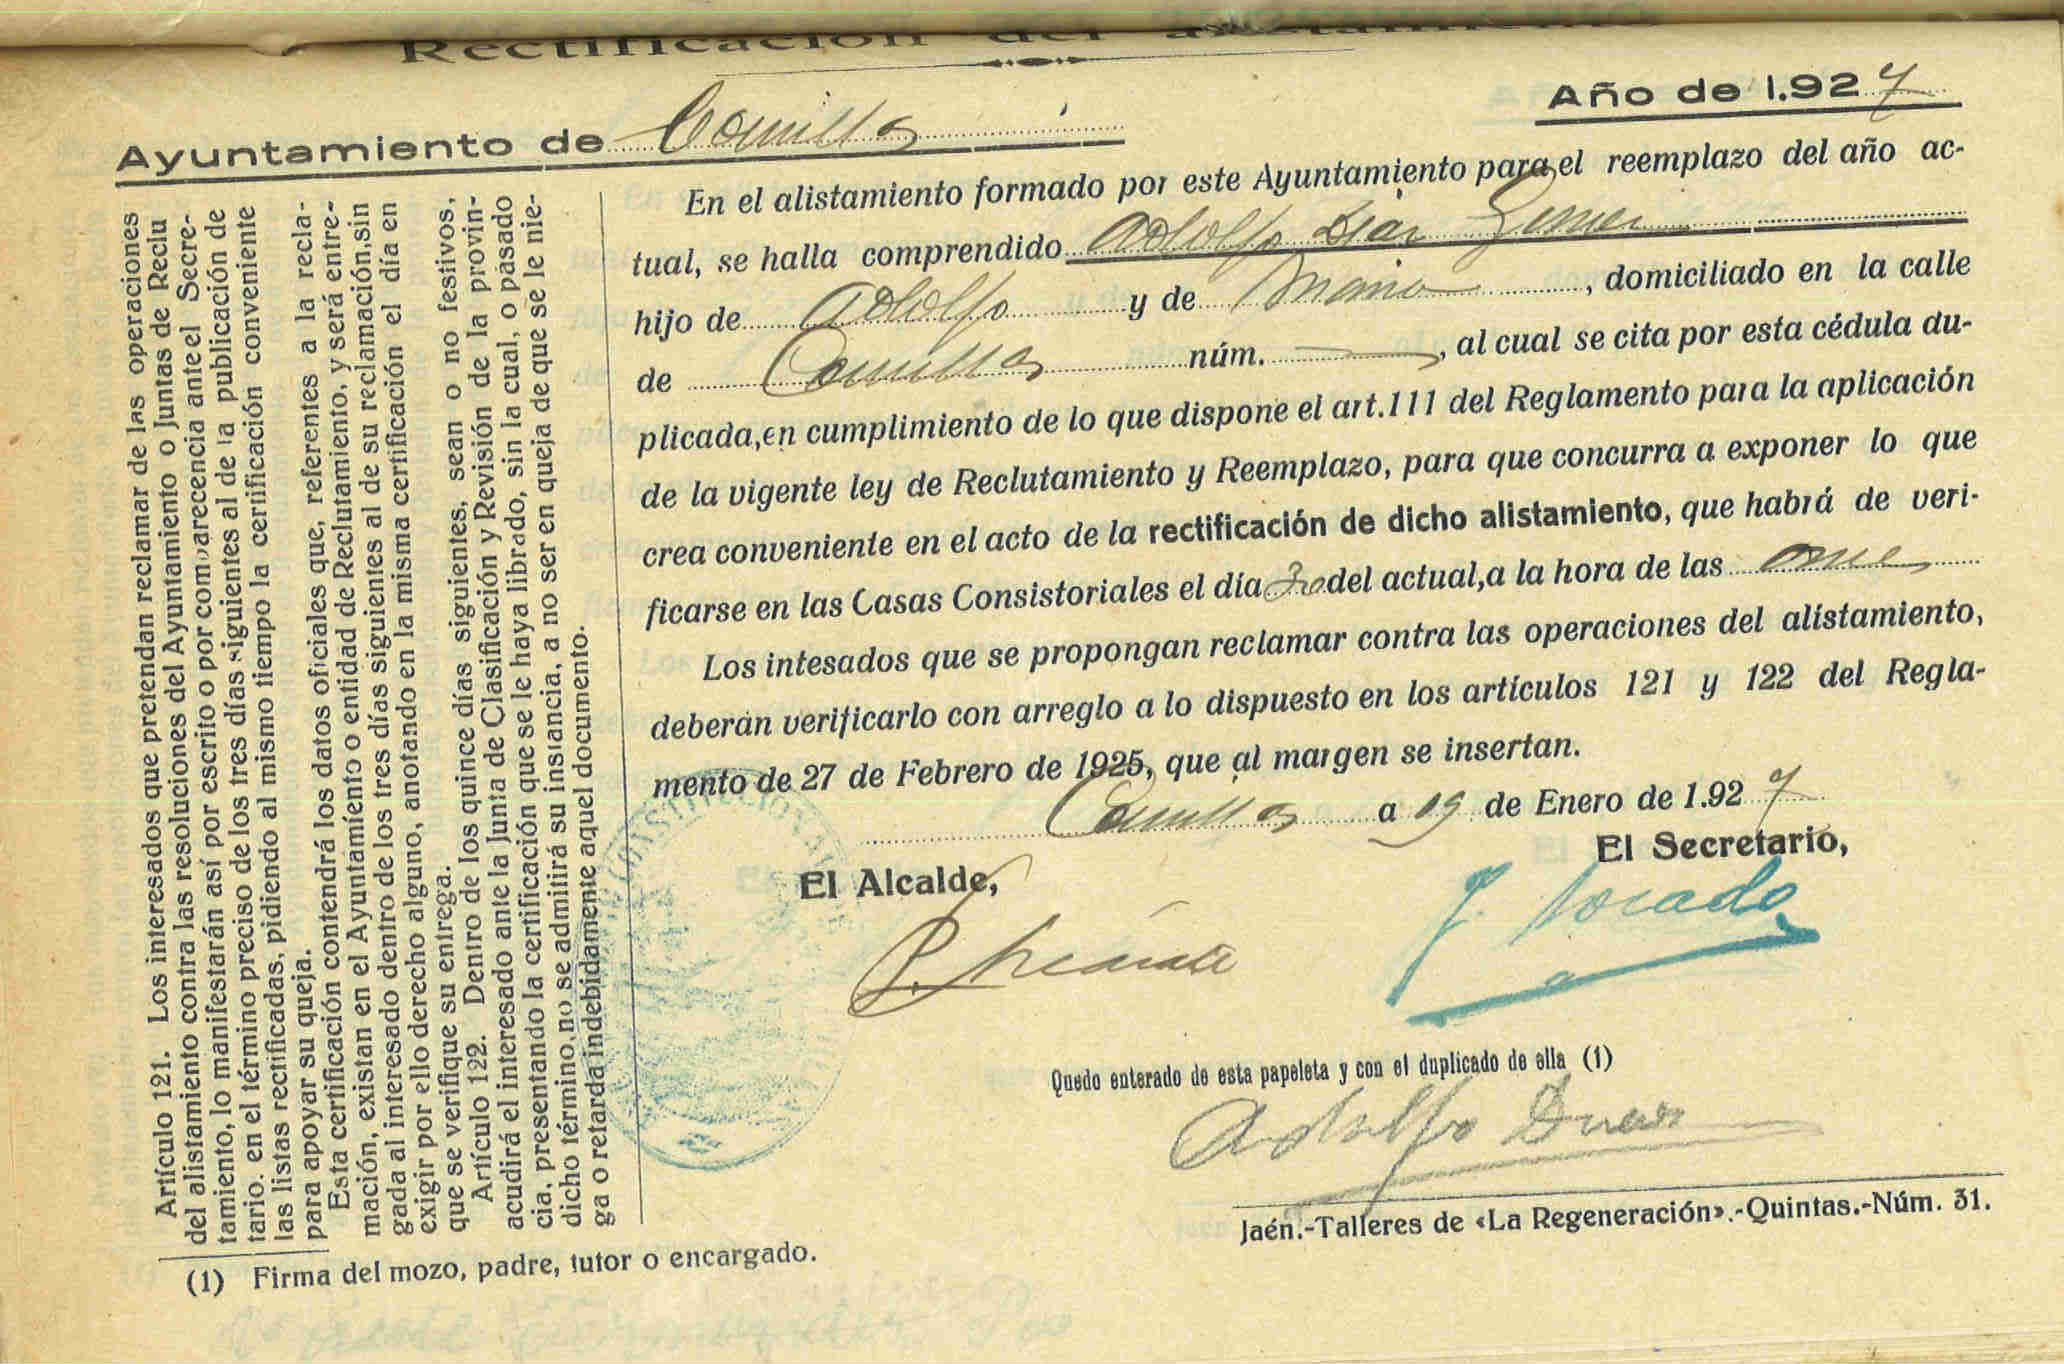 Rectificación del alistamiento
Año de 1.927
Ayuntamiento de Comillas
En el alistamiento formado por este Ayuntamiento para el reemplazo del año ac-
tual, se halla comprendido Adolfo Díaz
hijo de Adolfo y de María, domiciliado en la calle
de Comillas núm. —, al cual se cita por esta cédula du-
plicada, en cumplimiento de lo que dispone el art. 111 del Reglamento para la aplicación
de la vigente ley de Reclutamiento y Reemplazo, para que concurra a exponer lo que
crea conveniente en el acto de la rectificación de dicho alistamiento, que habrá de veri-
ficarse en las Casas Consistoriales el día 30 del actual, a la hora de las once
Los intesados que se propongan reclamar contra las operaciones del alistamiento,
deberán verificarlo con arreglo a lo dispuesto en los artículos 121 y 122 del Regla-
mento de 27 de Febrero de 1925, que al margen se insertan.
Comillas a 19 de Enero de 1.927
El Alcalde,
El Secretario,
Quedo enterado de esta papeleta y con el duplicado de ella (1)
Adolfo
Jaén.-Talleres de «La Regeneración».-Quintas.-Núm. 31.
Artículo 121. Los interesados que pretendan reclamar de las operaciones
del alistamiento contra las resoluciones del Ayuntamiento o Juntas de Reclu
tamiento, lo manifestarán así por escrito o por comparecencia ante el Secre-
tario. en el término preciso de los tres días siguientes al de la publicación de
las listas rectificadas, pidiendo al mismo tiempo la certificación conveniente
para apoyar su queja.
Esta certificación contendrá los datos oficiales que, referentes a la recla-
mación, existan en el Ayuntamiento o entidad de Reclutamiento, y será entre-
gada al interesado dentro de los tres días siguientes al de su reclamación, sin
exigir por ello derecho alguno, anotando en la misma certificación el día en
que se verifique su entrega.
Artículo 122. Dentro de los quince días siguientes, sean o no festivos,
acudirá el interesado ante la Junta de Clasificación y Revisión de la provin-
cia, presentando la certificación que se le haya librado, sin la cual, o pasado
dicho término, no se admitirá su instancia, a no ser en queja de que se le nie-
ga o retarda indebidamente aquel documento.
(1) Firma del mozo, padre, tutor o encargado.